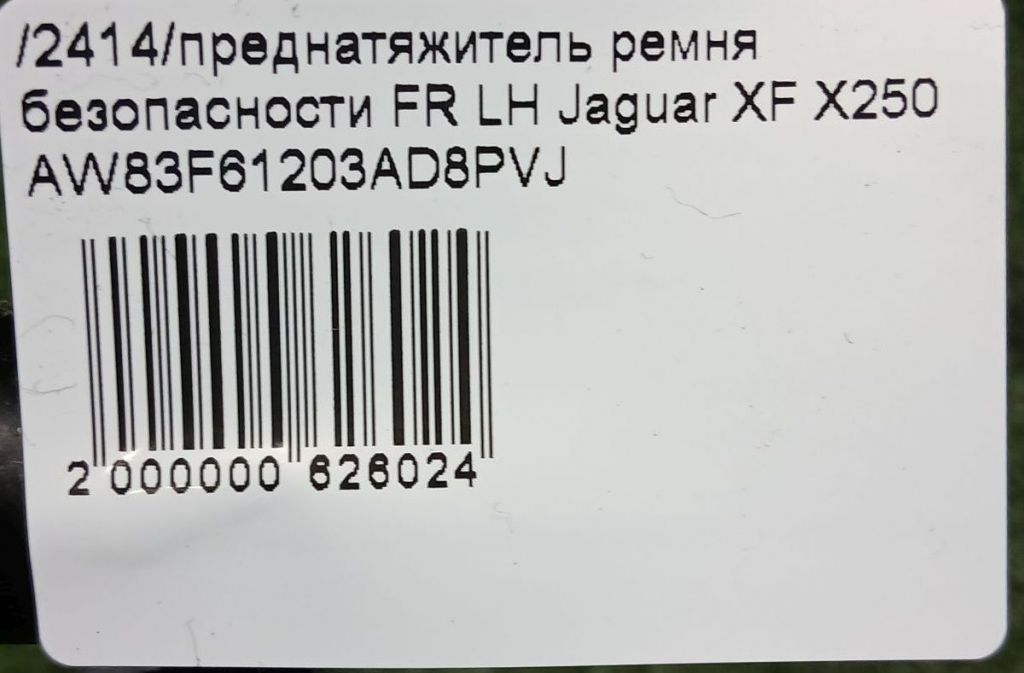 /2414/преднатяжитель ремня
безопасности FR LH Jaguar XF X250
AW83F61203AD8PVJ
2 000000 626024